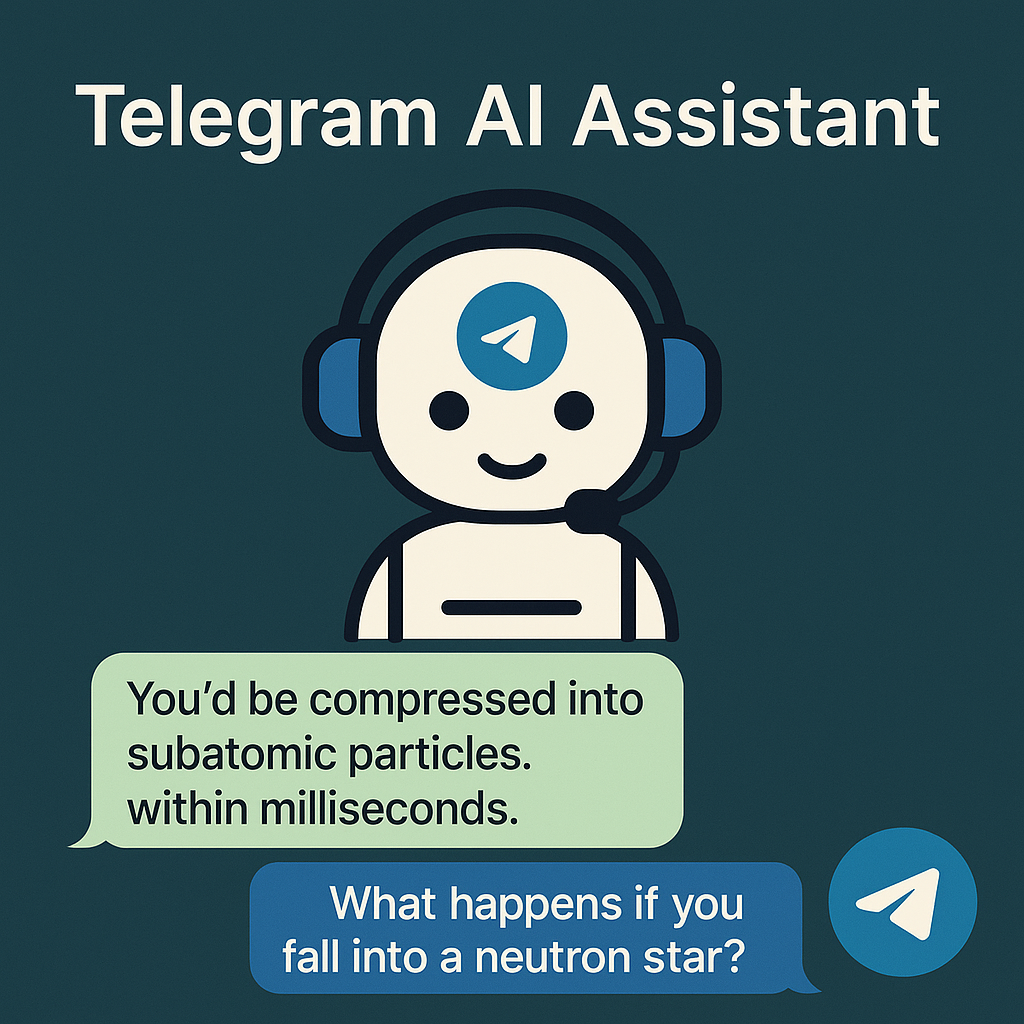 Telegram AI Assistant
You’d be compressed into
subatomic particles.
within milliseconds.
What happens if you
fall into a neutron star?